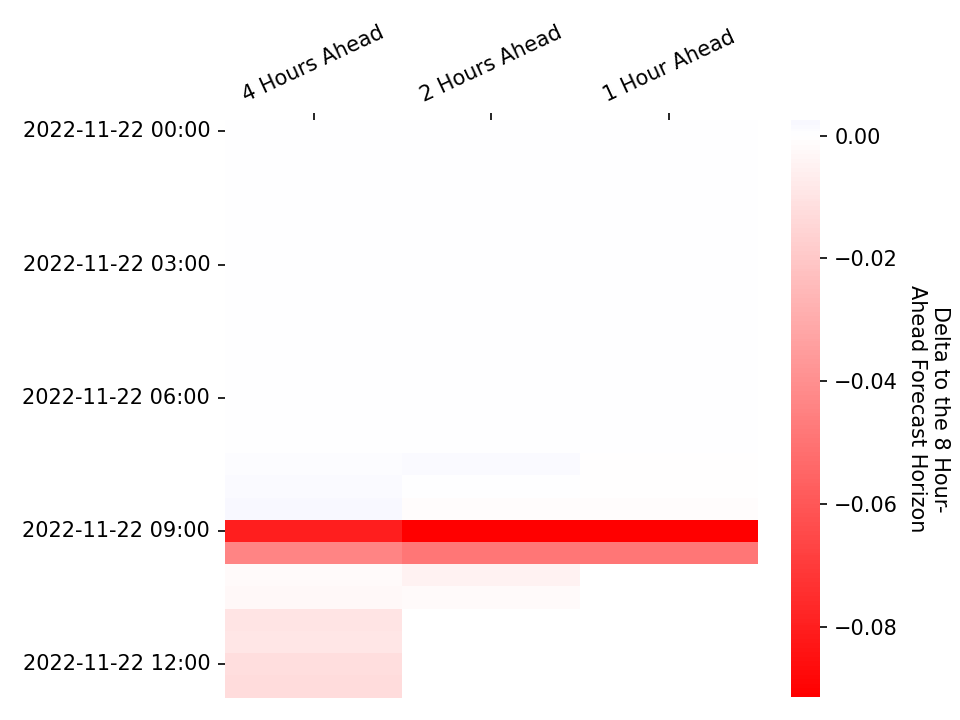 4 Hours Ahead
2 Hours Ahead
1 Hour Ahead
2022-11-22 00:00
2022-11-22 03:00
2022-11-22 06:00
2022-11-22 09:00
2022-11-22 12:00
0.00
−0.02
−0.04
−0.06
−0.08
Delta to the 8 Hour-
Ahead Forecast Horizon